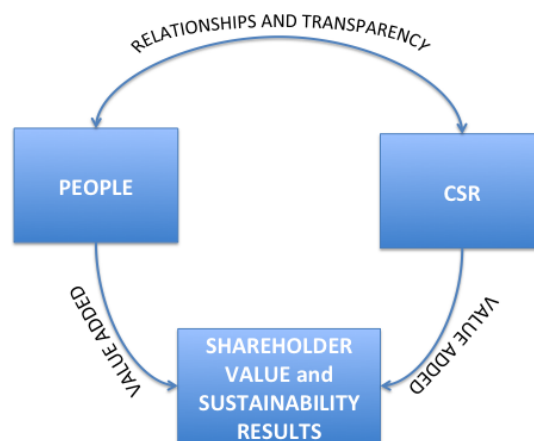 RELATIONSHIPS AND TRANSPARENCY
PEOPLE
CSR
VALUE ADDED
VALUE ADDED
SHAREHOLDER
VALUE and
SUSTAINABILITY
RESULTS